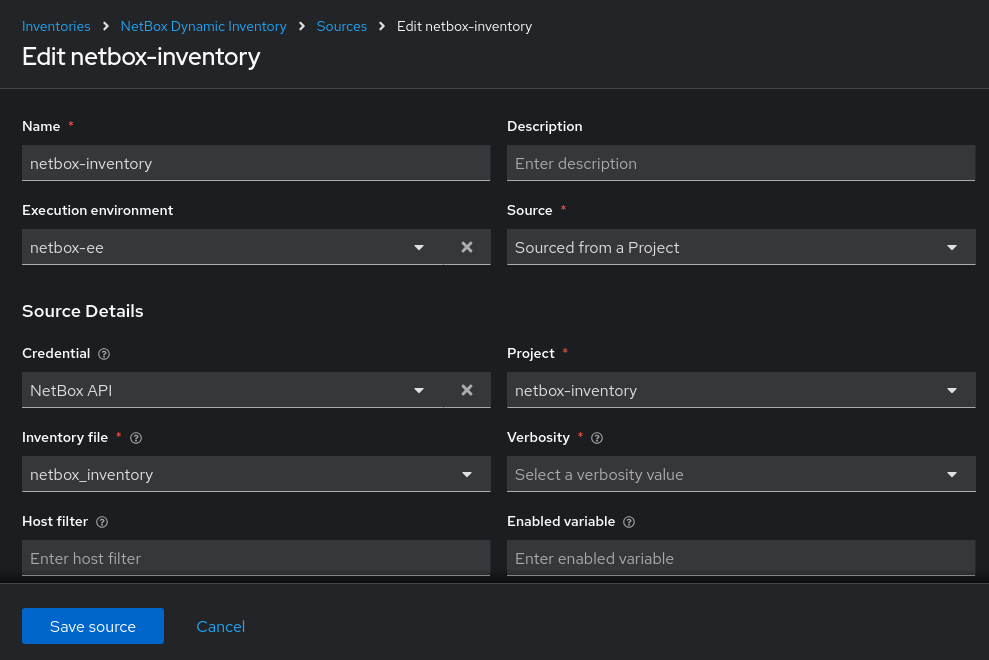 Inventories > NetBox Dynamic Inventory > Sources > Edit netbox-inventory
Edit netbox-inventory
Name *
Description
netbox-inventory
Enter description
Execution environment
Source *
netbox-ee
Sourced from a Project
Source Details
Credential
Project *
NetBox API
netbox-inventory
Inventory file *
Verbosity *
netbox_inventory
Select a verbosity value
Host filter
Enabled variable
Enter host filter
Enter enabled variable
Save source
Cancel